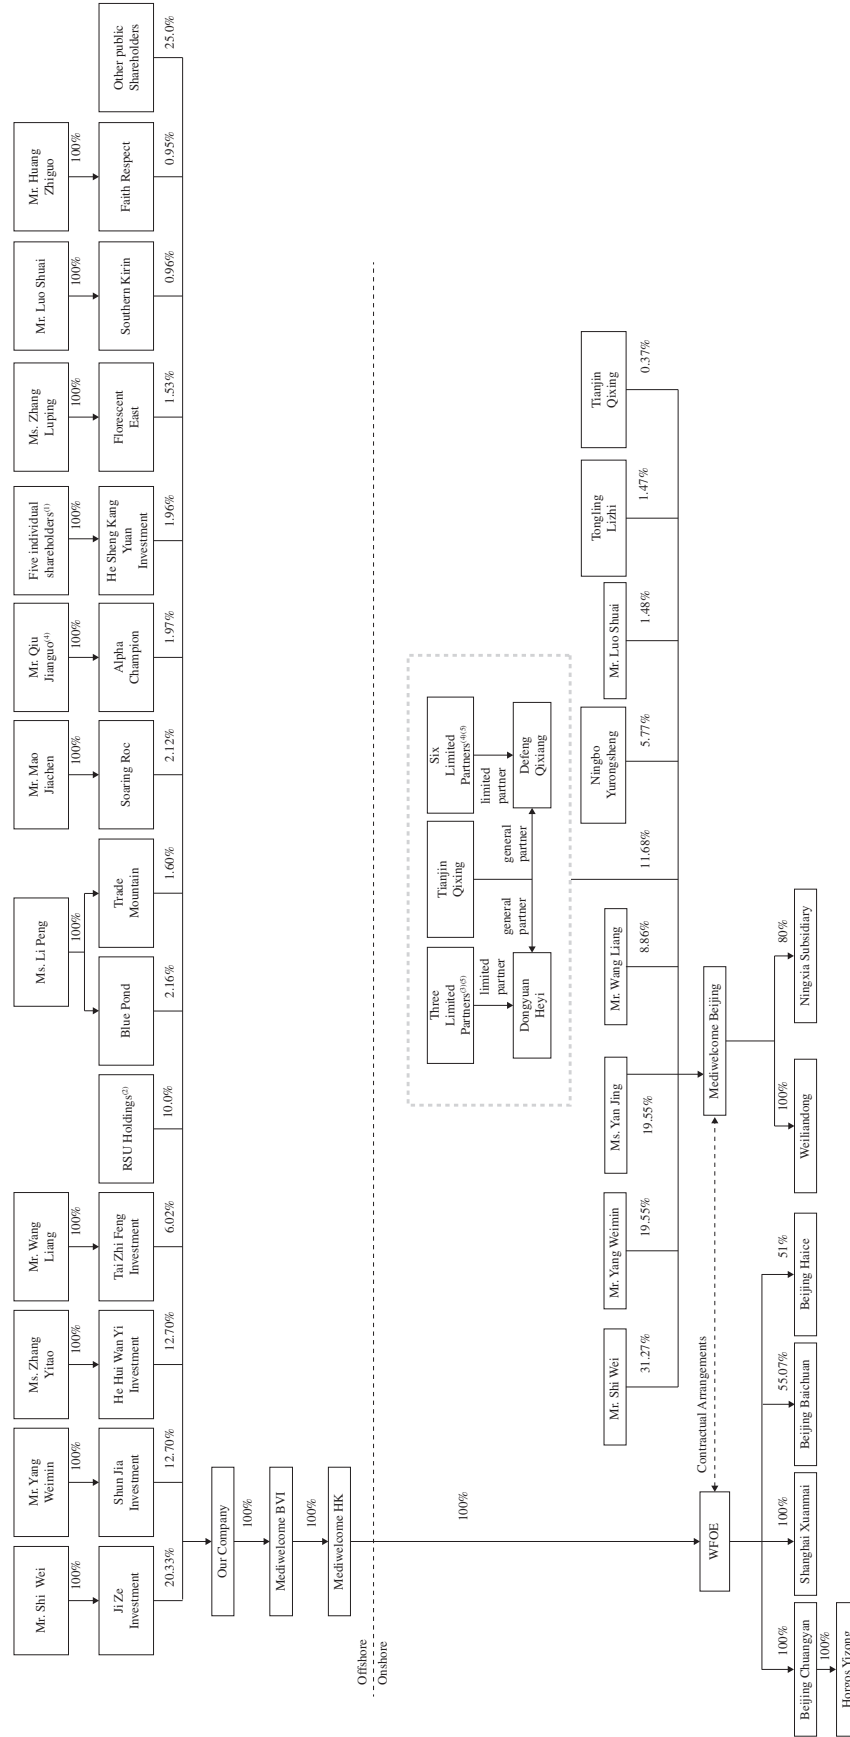 Mr. Shi Wei
Mr. Yang
Weimin
Ms. Zhang
Yitao
Mr. Wang
Liang
Ms. Li Peng
Mr. Mao
Jiachen
Mr. Qiu
Jianguo(4)
Five individual
shareholders(1)
Ms. Zhang
Luping
Mr. Luo Shuai
Mr. Huang
Zhiguo
100%
100%
100%
100%
100%
100%
100%
100%
100%
100%
100%
Ji Ze
Investment
Shun Jia
Investment
He Hui Wan Yi
Investment
Tai Zhi Feng
Investment
RSU Holdings(2)
Blue Pond
Trade
Mountain
Soaring Roc
Alpha
Champion
He Sheng Kang
Yuan
Investment
Florescent
East
Southern Kirin
Faith Respect
Other public
Shareholders
20.33%
12.70%
12.70%
6.02%
10.0%
2.16%
1.60%
2.12%
1.97%
1.96%
1.53%
0.96%
0.95%
25.0%
Our Company
100%
Mediwelcome BVI
100%
Mediwelcome HK
Offshore
Onshore
100%
Three
Limited
Partners(3)(5)
Tianjin
Qixing
Six
Limited
Partners(4)(5)
limited
partner
general
partner
general
partner
limited
partner
Dongyuan
Heyi
Defeng
Qixiang
Mr. Shi Wei
Mr. Yang Weimin
Ms. Yan Jing
Mr. Wang Liang
Ningbo
Yurongsheng
Mr. Luo Shuai
Tongling
Lizhi
Tianjin
Qixing
31.27%
19.55%
19.55%
8.86%
11.68%
5.77%
1.48%
1.47%
0.37%
Contractual Arrangements
WFOE
Mediwelcome Beijing
100%
100%
55.07%
51%
100%
80%
Beijing Chuangyan
Shanghai Xuanmai
Beijing Baichuan
Beijing Haice
Weiliandong
Ningxia Subsidiary
100%
Horgos Yizong